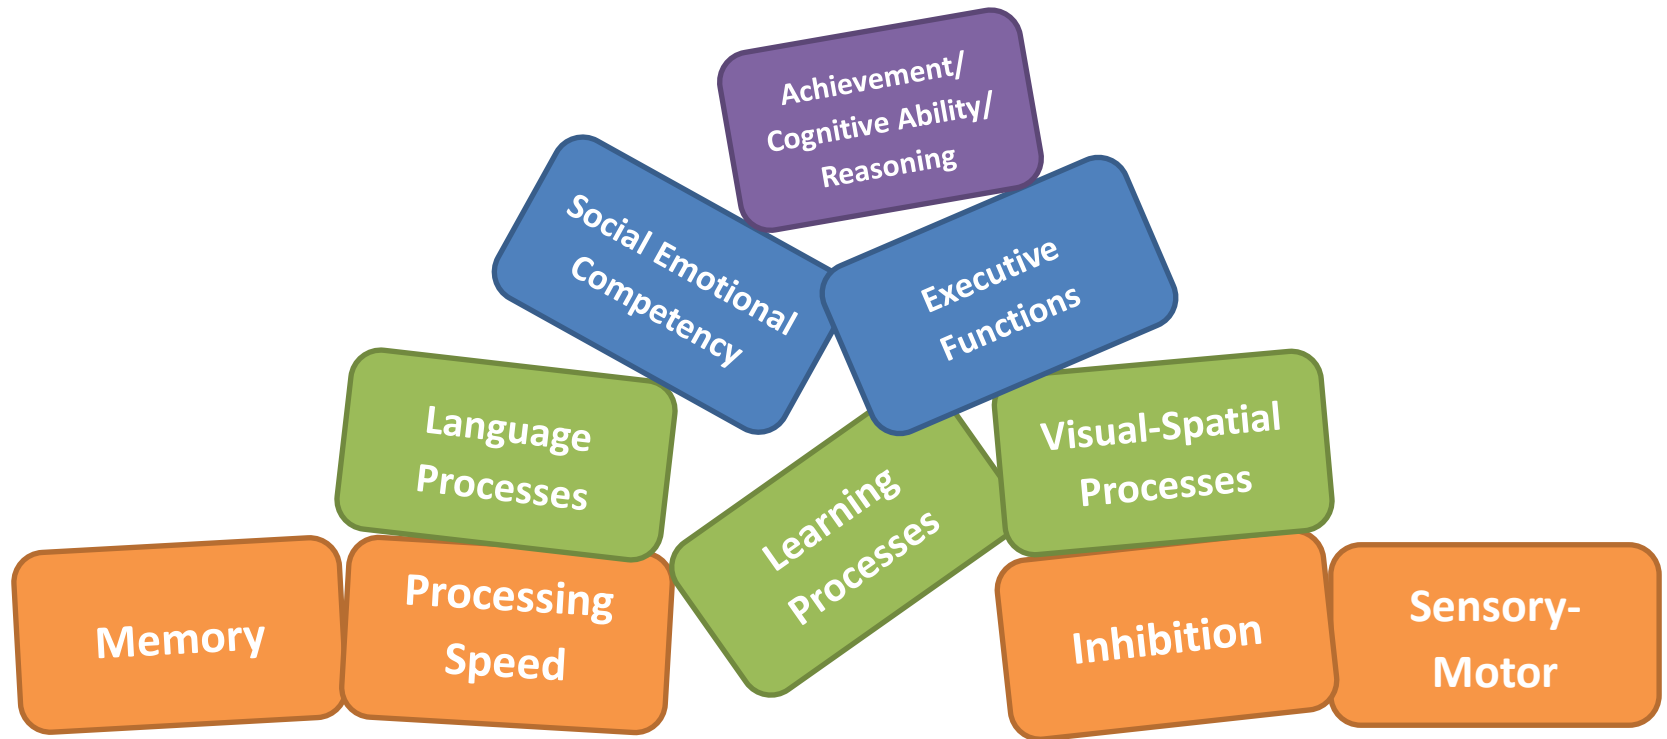 Achievement/
Cognitive Ability/
Reasoning
Social Emotional
Competency
Executive
Functions
Language
Processes
Learning
Processes
Visual-Spatial
Processes
Memory
Processing
Speed
Inhibition
Sensory-
Motor